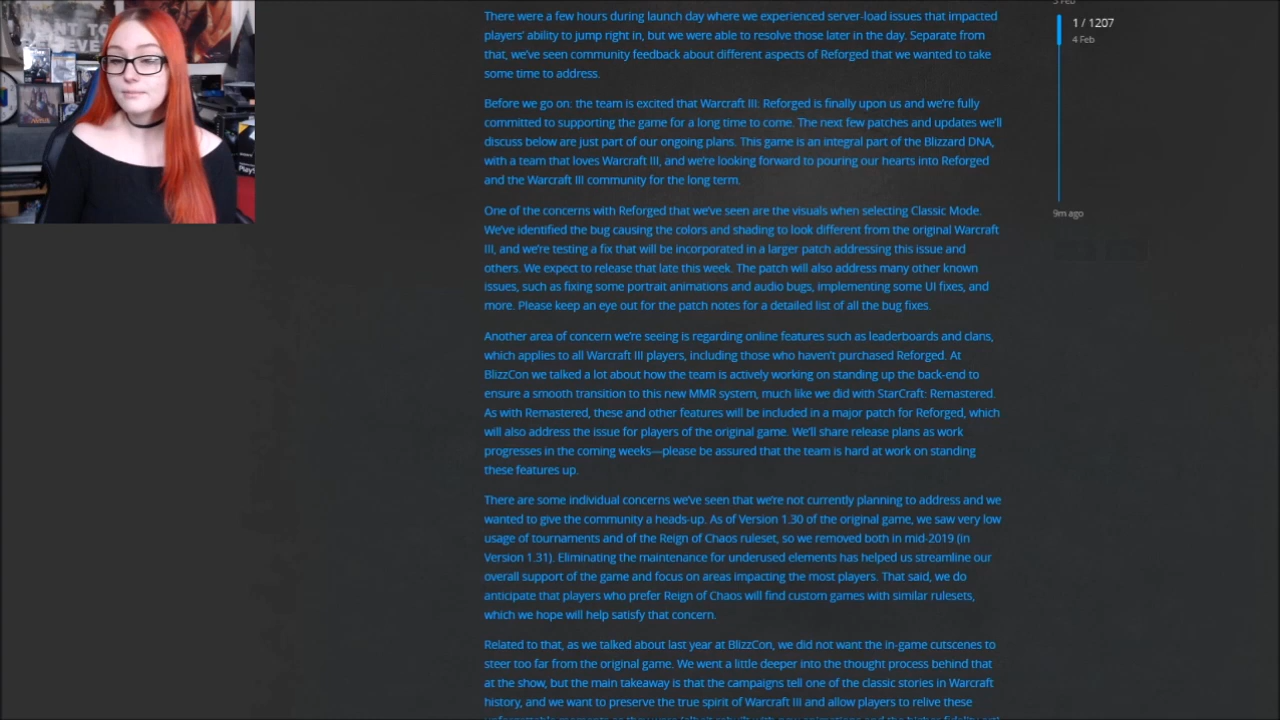 5 Feb
1 / 1207
4 Feb
9m ago
There were a few hours during launch day where we experienced server-load issues that impacted
players' ability to jump right in, but we were able to resolve those later in the day. Separate from
that, we've seen community feedback about different aspects of Reforged that we wanted to take
some time to address.
Before we go on: the team is excited that Warcraft III: Reforged is finally upon us and we're fully
committed to supporting the game for a long time to come. The next few patches and updates we'll
discuss below are just part of our ongoing plans. This game is an integral part of the Blizzard DNA,
with a team that loves Warcraft III, and we're looking forward to pouring our hearts into Reforged
and the Warcraft III community for the long term.
One of the concerns with Reforged that we've seen are the visuals when selecting Classic Mode.
We've identified the bug causing the colors and shading to look different from the original Warcraft
III, and we're testing a fix that will be incorporated in a larger patch addressing this issue and
others. We expect to release that late this week. The patch will also address many other known
issues, such as fixing some portrait animations and audio bugs, implementing some UI fixes, and
more. Please keep an eye out for the patch notes for a detailed list of all the bug fixes.
Another area of concern we're seeing is regarding online features such as leaderboards and clans,
which applies to all Warcraft III players, including those who haven't purchased Reforged. At
BlizzCon we talked a lot about how the team is actively working on standing up the back-end to
ensure a smooth transition to this new MMR system, much like we did with StarCraft: Remastered.
As with Remastered, these and other features will be included in a major patch for Reforged, which
will also address the issue for players of the original game. We'll share release plans as work
progresses in the coming weeks—please be assured that the team is hard at work on standing
these features up.
There are some individual concerns we've seen that we're not currently planning to address and we
wanted to give the community a heads-up. As of Version 1.30 of the original game, we saw very low
usage of tournaments and of the Reign of Chaos ruleset, so we removed both in mid-2019 (in
Version 1.31). Eliminating the maintenance for underused elements has helped us streamline our
overall support of the game and focus on areas impacting the most players. That said, we do
anticipate that players who prefer Reign of Chaos will find custom games with similar rulesets,
which we hope will help satisfy that concern.
Related to that, as we talked about last year at BlizzCon, we did not want the in-game cutscenes to
steer too far from the original game. We went a little deeper into the thought process behind that
at the show, but the main takeaway is that the campaigns tell one of the classic stories in Warcraft
history, and we want to preserve the true spirit of Warcraft III and allow players to relive these